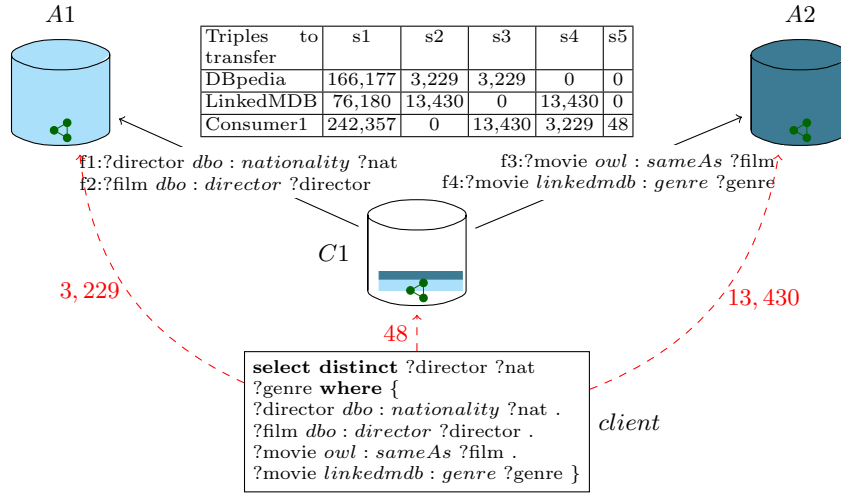 A1
A2
Triples to transfer s1 s2 s3 s4 s5
DBpedia 166,177 3,229 3,229 0 0
LinkedMDB 76,180 13,430 0 13,430 0
Consumer1 242,357 0 13,430 3,229 48
f1:?director dbo : nationality ?nat
f2:?film dbo : director ?director
f3:?movie owl : sameAs ?film
f4:?movie linkedmdb : genre ?genre
C1
3, 229
13, 430
48
select distinct ?director ?nat
?genre where {
?director dbo : nationality ?nat .
?film dbo : director ?director .
?movie owl : sameAs ?film .
?movie linkedmdb : genre ?genre }
client